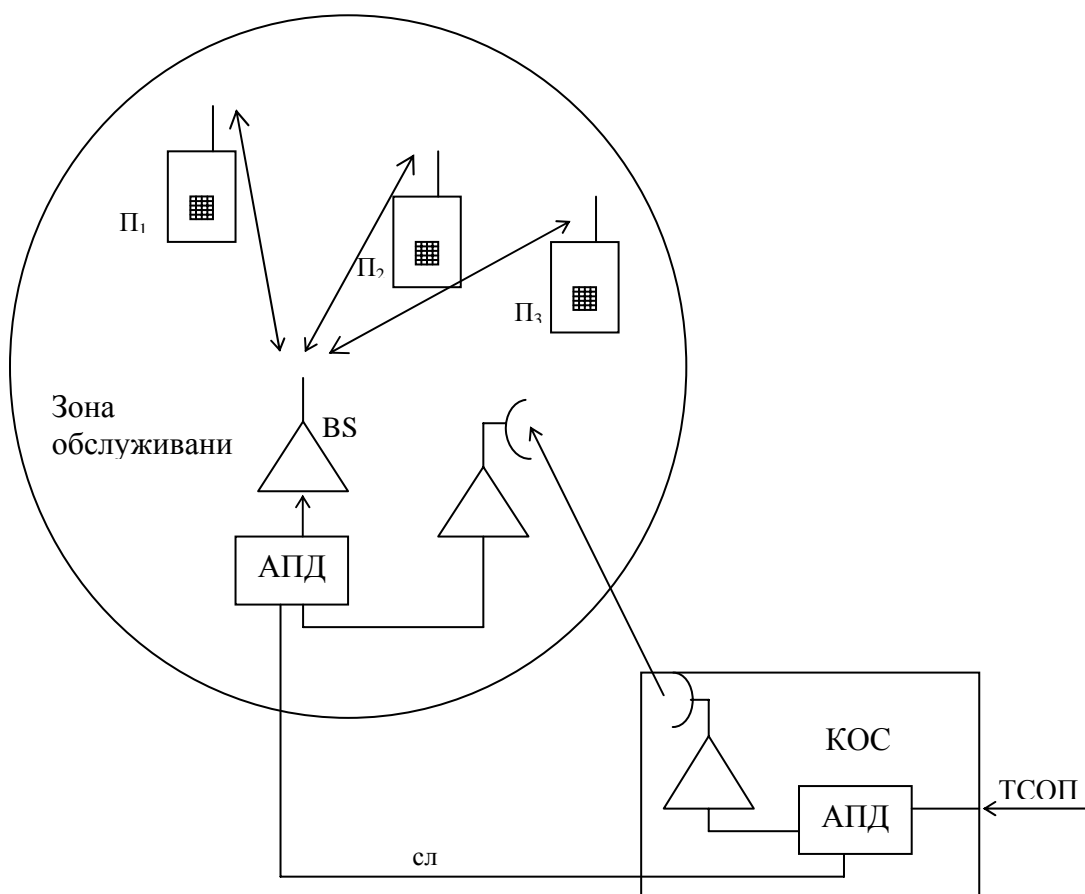 П₁
П₂
П₃
Зона
обслуживани
BS
АПД
КОС
ТСОП
АПД
сл